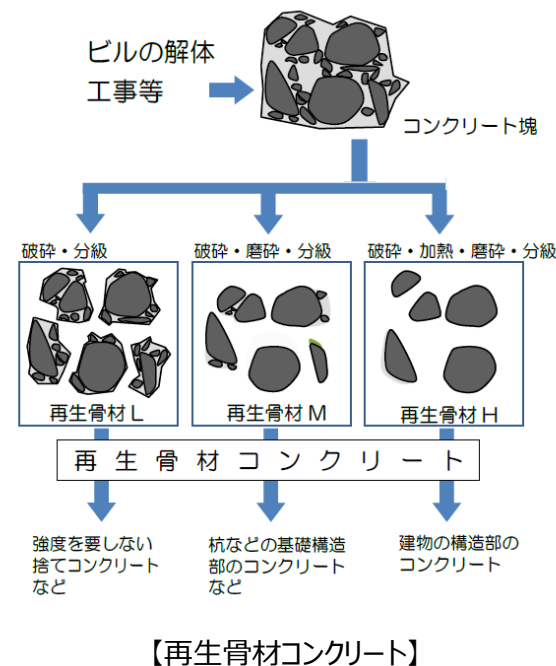 ビルの解体
工事等
コンクリート塊
破砕・分級
破砕・磨砕・分級
破砕・加熱・磨砕・分級
再生骨材L
再生骨材M
再生骨材H
再生骨材コンクリート
強度を要しない
捨てコンクリート
など
杭などの基礎構造
部のコンクリート
など
建物の構造部の
コンクリート
【再生骨材コンクリート】